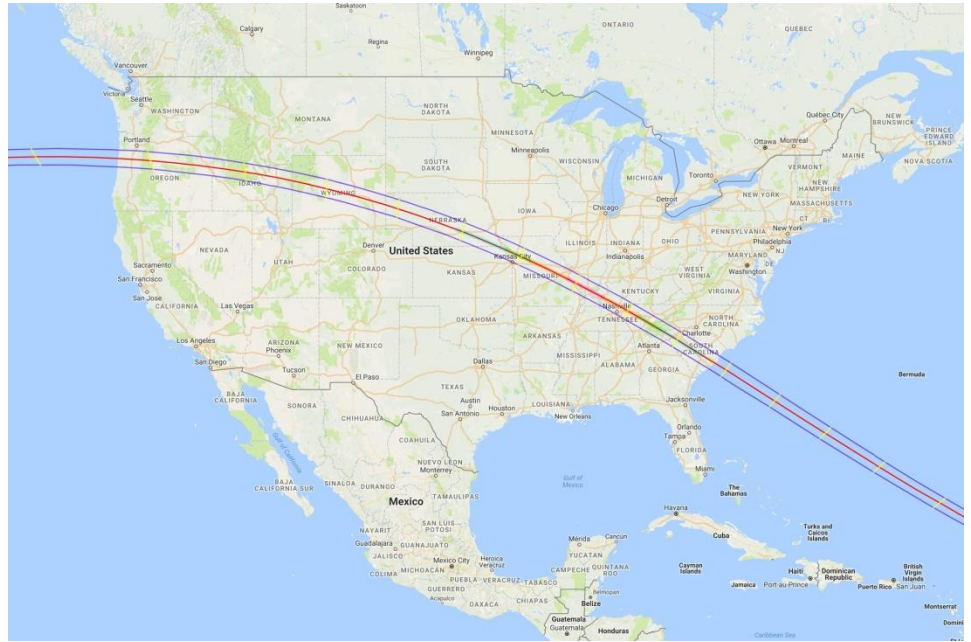 Saskatoon
Calgary
Regina
Winnipeg
ONTARIO
QUEBEC
Vancouver
Victoria
Seattle
WASHINGTON
MONTANA
NORTH
DAKOTA
MINNESOTA
Minneapolis
WISCONSIN
MICHIGAN
Ottawa
Montreal
Québec City
NEW
BRUNSWICK
PRINCE
EDWARD
ISLAND
NOVA SCOTIA
MAINE
VERMONT
NEW
HAMPSHIRE
MASSACHUSETTS
CT
RI
Toronto
NEW YORK
Portland
OREGON
IDAHO
WYOMING
SOUTH
DAKOTA
NEBRASKA
IOWA
Chicago
Detroit
ILLINOIS
INDIANA
Indianapolis
OHIO
PENNSYLVANIA
New York
Philadelphia
NJ
MARYLAND
DE
Washington
WEST
VIRGINIA
VIRGINIA
NEVADA
UTAH
Denver
COLORADO
United States
KANSAS
Kansas City
MISSOURI
KENTUCKY
Nashville
TENNESSEE
NORTH
CAROLINA
Charlotte
SOUTH
CAROLINA
Sacramento
San Francisco
San Jose
CALIFORNIA
Las Vegas
Los Angeles
San Diego
ARIZONA
Phoenix
Tucson
NEW MEXICO
El Paso
OKLAHOMA
ARKANSAS
Dallas
TEXAS
Austin
San Antonio
Houston
LOUISIANA
New Orleans
MISSISSIPPI
ALABAMA
Atlanta
GEORGIA
Jacksonville
Orlando
Tampa
FLORIDA
Miami
Bermuda
BAJA
CALIFORNIA
SONORA
CHIHUAHUA
COAHUILA
Gulf of California
BAJA
CALIFORNIA SUR
SINALOA
DURANGO
NUEVO LEON
Monterrey
TAMAULIPAS
Mexico
ZACATECAS
SAN LUIS
POTOSI
NAYARIT
GUANAJUATO
Guadalajara
JALISCO
COLIMA
MICHOACÁN
Mexico City
PUEBLA
Heroica
Veracruz
VERACRUZ
GUERRERO
Acapulco
OAXACA
TABASCO
CHIAPAS
Gulf of
Mexico
Mérida
Cancun
YUCATAN
CAMPECHE
QUINTANA
ROO
Belmopan
Belize
Guatemala
Guatemala
Honduras
Havana
Cuba
The
Bahamas
Turks and
Caicos
Islands
Cayman
Islands
Jamaica
Haiti
Port-au-Prince
Dominican
Republic
Puerto Rico
San Juan
British
Virgin
Islands
Montserrat
Caribbean Sea